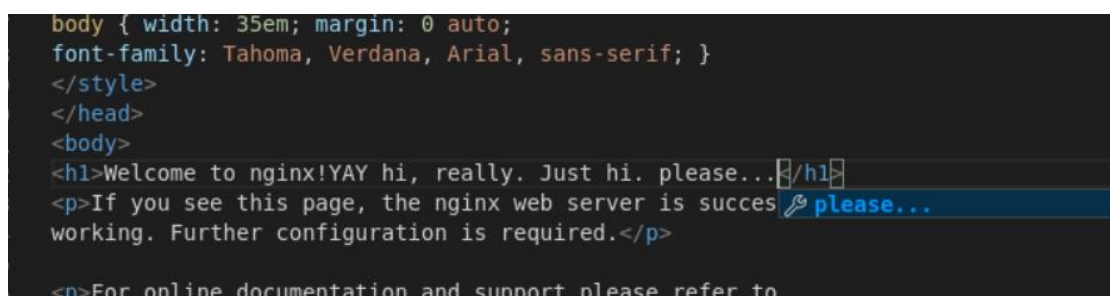 body { width: 35em; margin: 0 auto;
font-family: Tahoma, Verdana, Arial, sans-serif; }
</style>
</head>
<body>
<h1>Welcome to nginx!YAY hi, really. Just hi. please...</h1>
<p>If you see this page, the nginx web server is succes
please...
working. Further configuration is required.</p>
<p>For online documentation and support please refer to